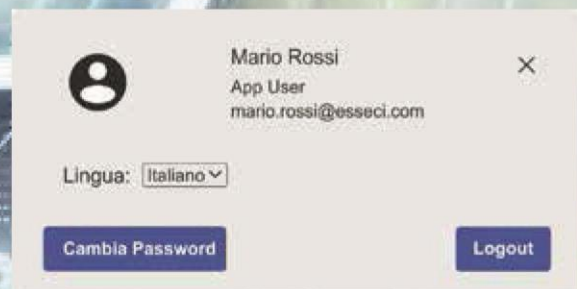 Mario Rossi
App User
mario.rossi@esseci.com
Lingua: Italiano
Cambia Password
Logout